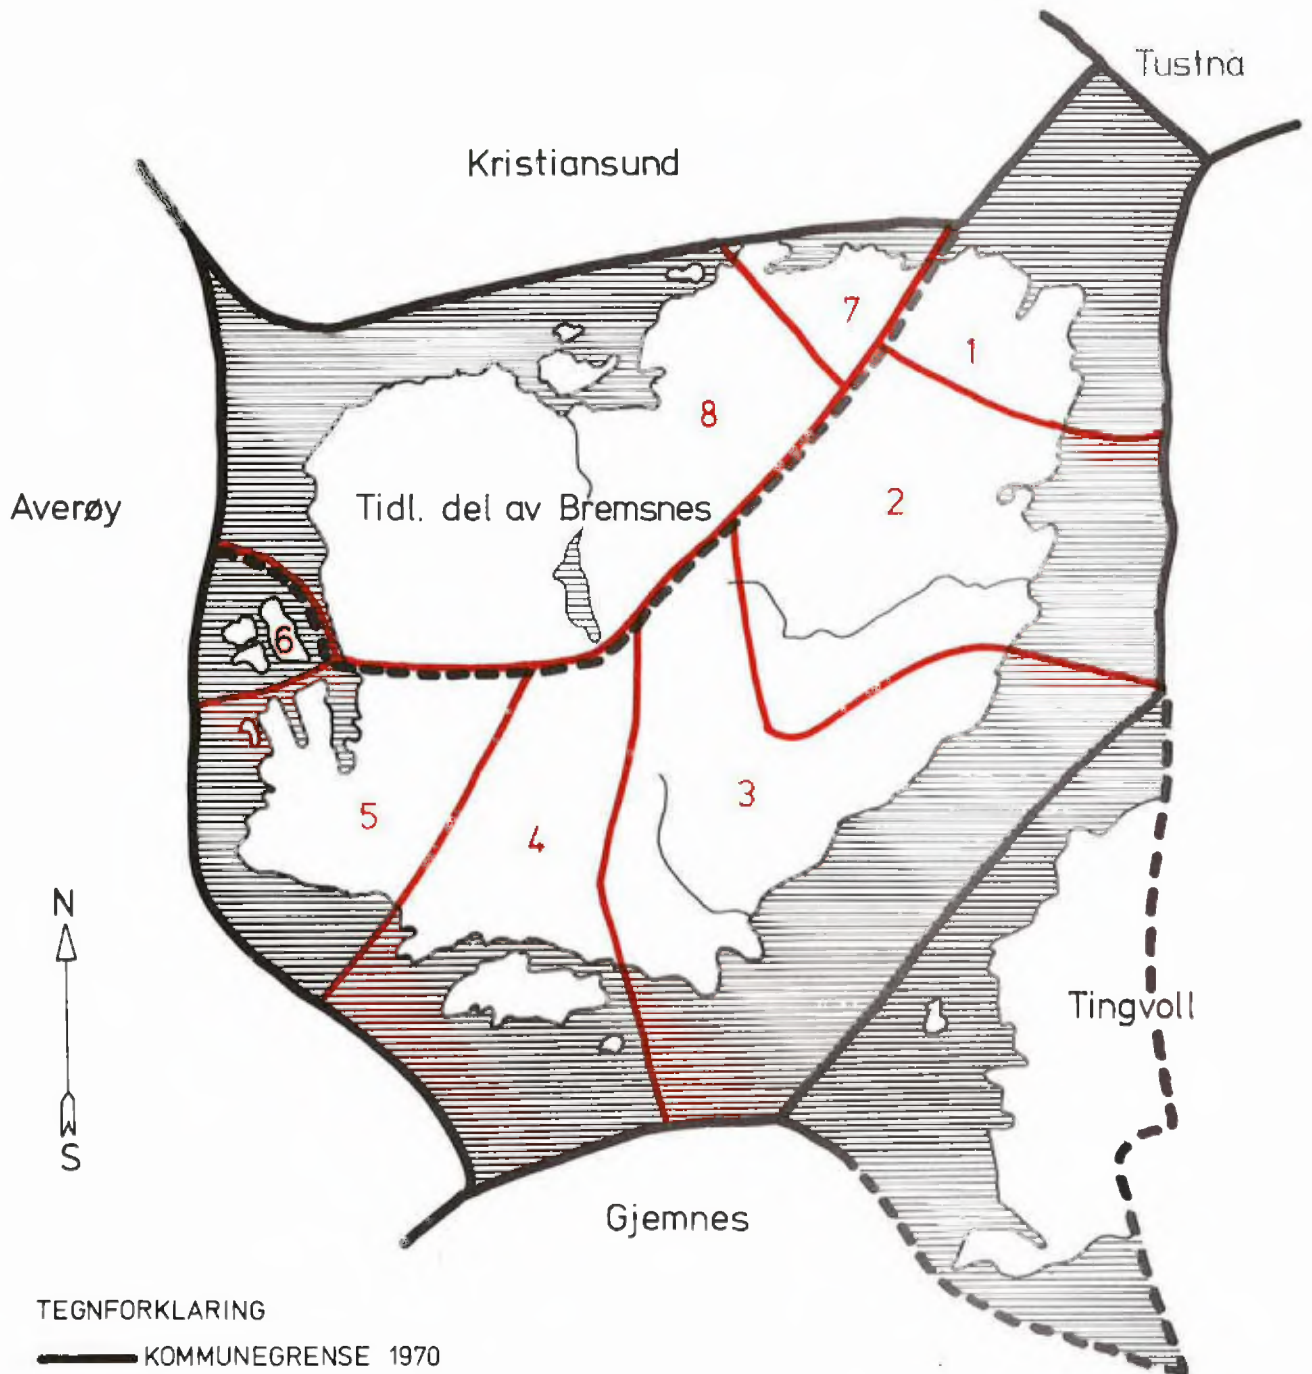 Tustna
Kristiansund
7
1
8
2
Averøy
Tidl. del av Bremsnes
6
3
5
4
N
Tingvoll
S
Gjemnes
TEGNFORKLARING
KOMMUNEGRENSE 1970